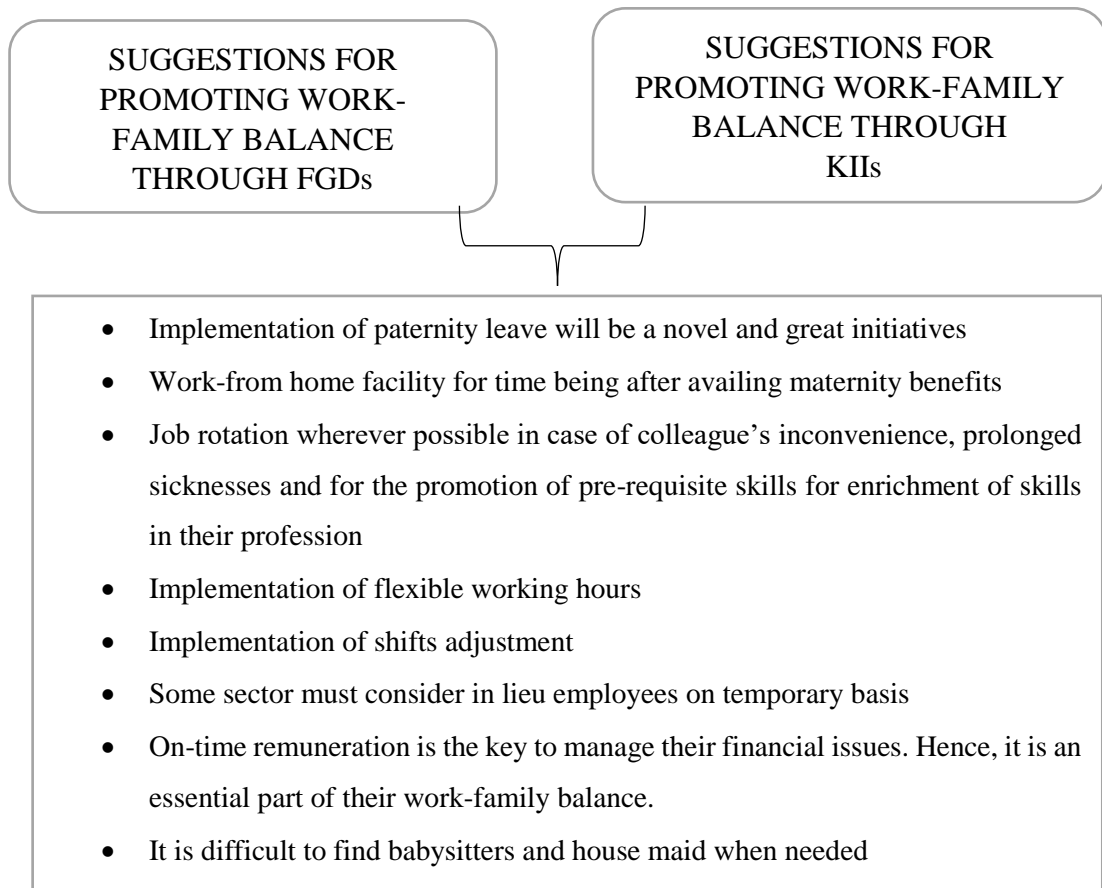 SUGGESTIONS FOR
PROMOTING WORK-
FAMILY BALANCE
THROUGH FGDs
SUGGESTIONS FOR
PROMOTING WORK-FAMILY
BALANCE THROUGH
KIIs
• Implementation of paternity leave will be a novel and great initiatives
• Work-from home facility for time being after availing maternity benefits
• Job rotation wherever possible in case of colleague’s inconvenience, prolonged
sicknesses and for the promotion of pre-requisite skills for enrichment of skills
in their profession
• Implementation of flexible working hours
• Implementation of shifts adjustment
• Some sector must consider in lieu employees on temporary basis
• On-time remuneration is the key to manage their financial issues. Hence, it is an
essential part of their work-family balance.
• It is difficult to find babysitters and house maid when needed